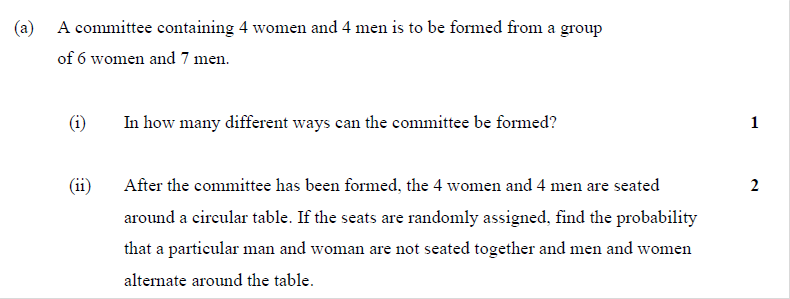 (a) A committee containing 4 women and 4 men is to be formed from a group
of 6 women and 7 men.
(i) In how many different ways can the committee be formed? 1
(ii) After the committee has been formed, the 4 women and 4 men are seated 2
around a circular table. If the seats are randomly assigned, find the probability
that a particular man and woman are not seated together and men and women
alternate around the table.